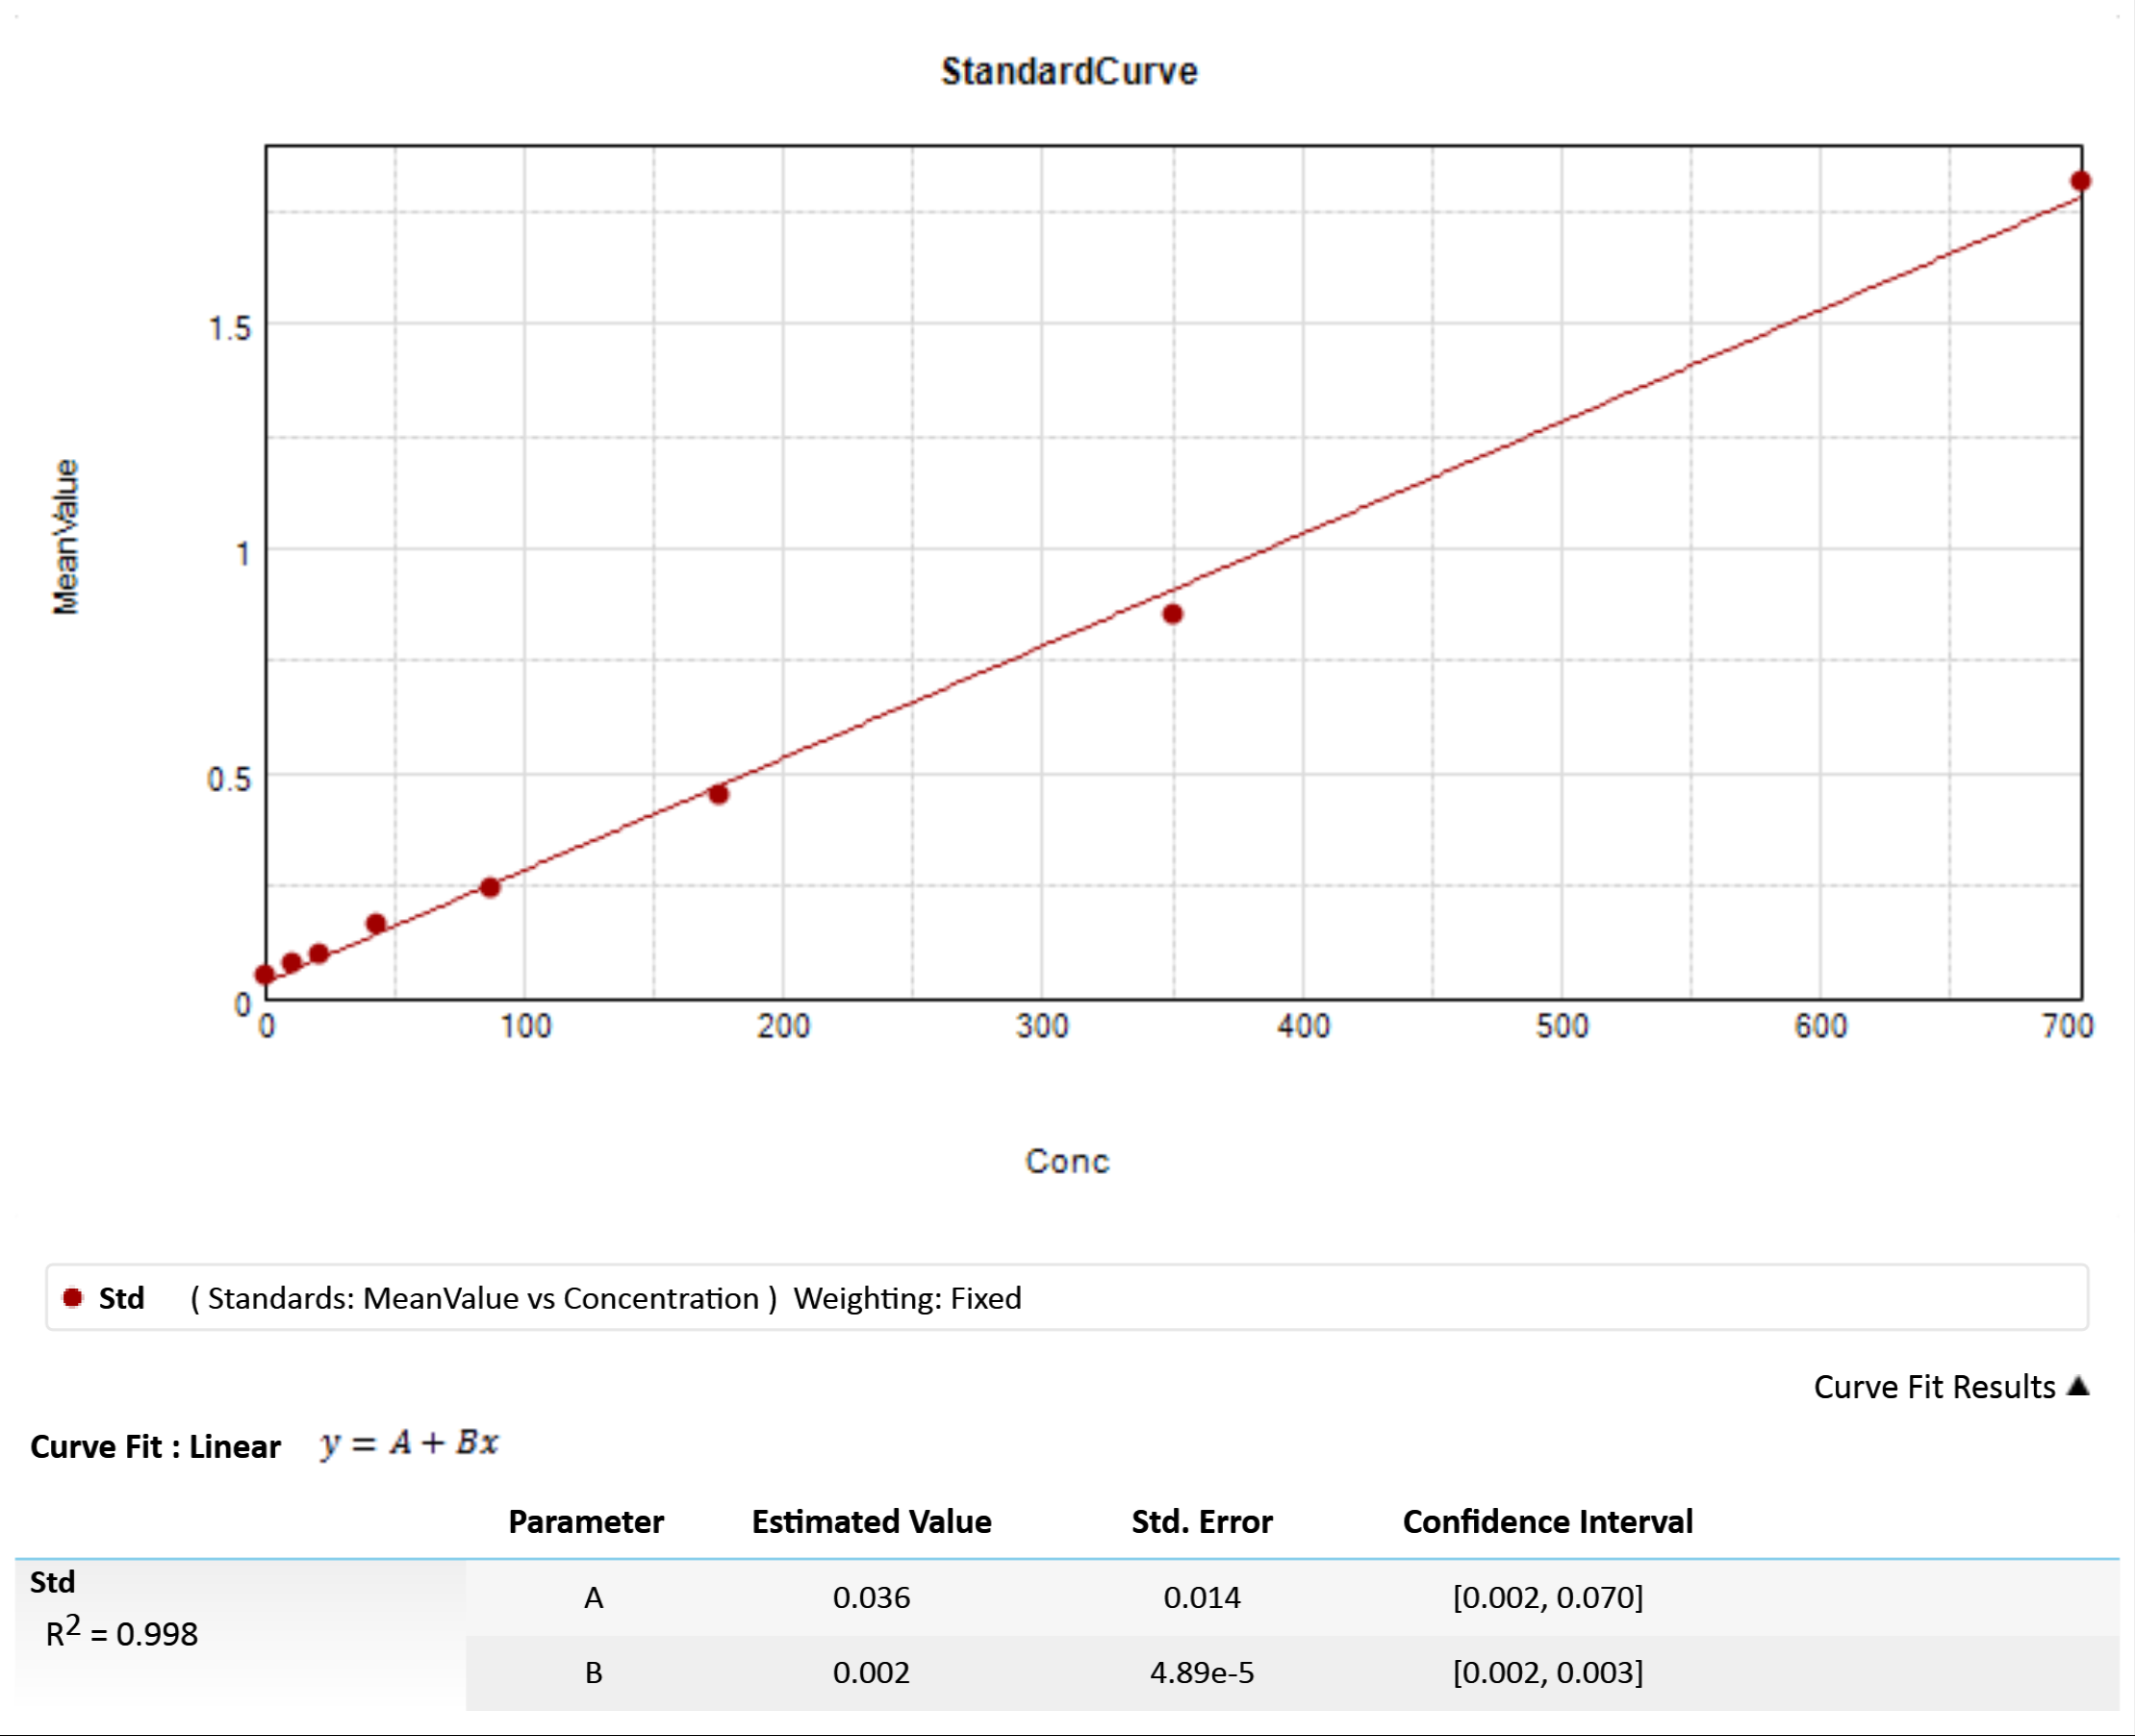 StandardCurve
MeanValue
1.5
1
0.5
0
0 100 200 300 400 500 600 700
Conc
Std ( Standards: MeanValue vs Concentration ) Weighting: Fixed
Curve Fit Results ▲
Curve Fit : Linear y = A + Bx
Parameter Estimated Value Std. Error Confidence Interval
Std
R² = 0.998
A 0.036 0.014 [0.002, 0.070]
B 0.002 4.89e-5 [0.002, 0.003]